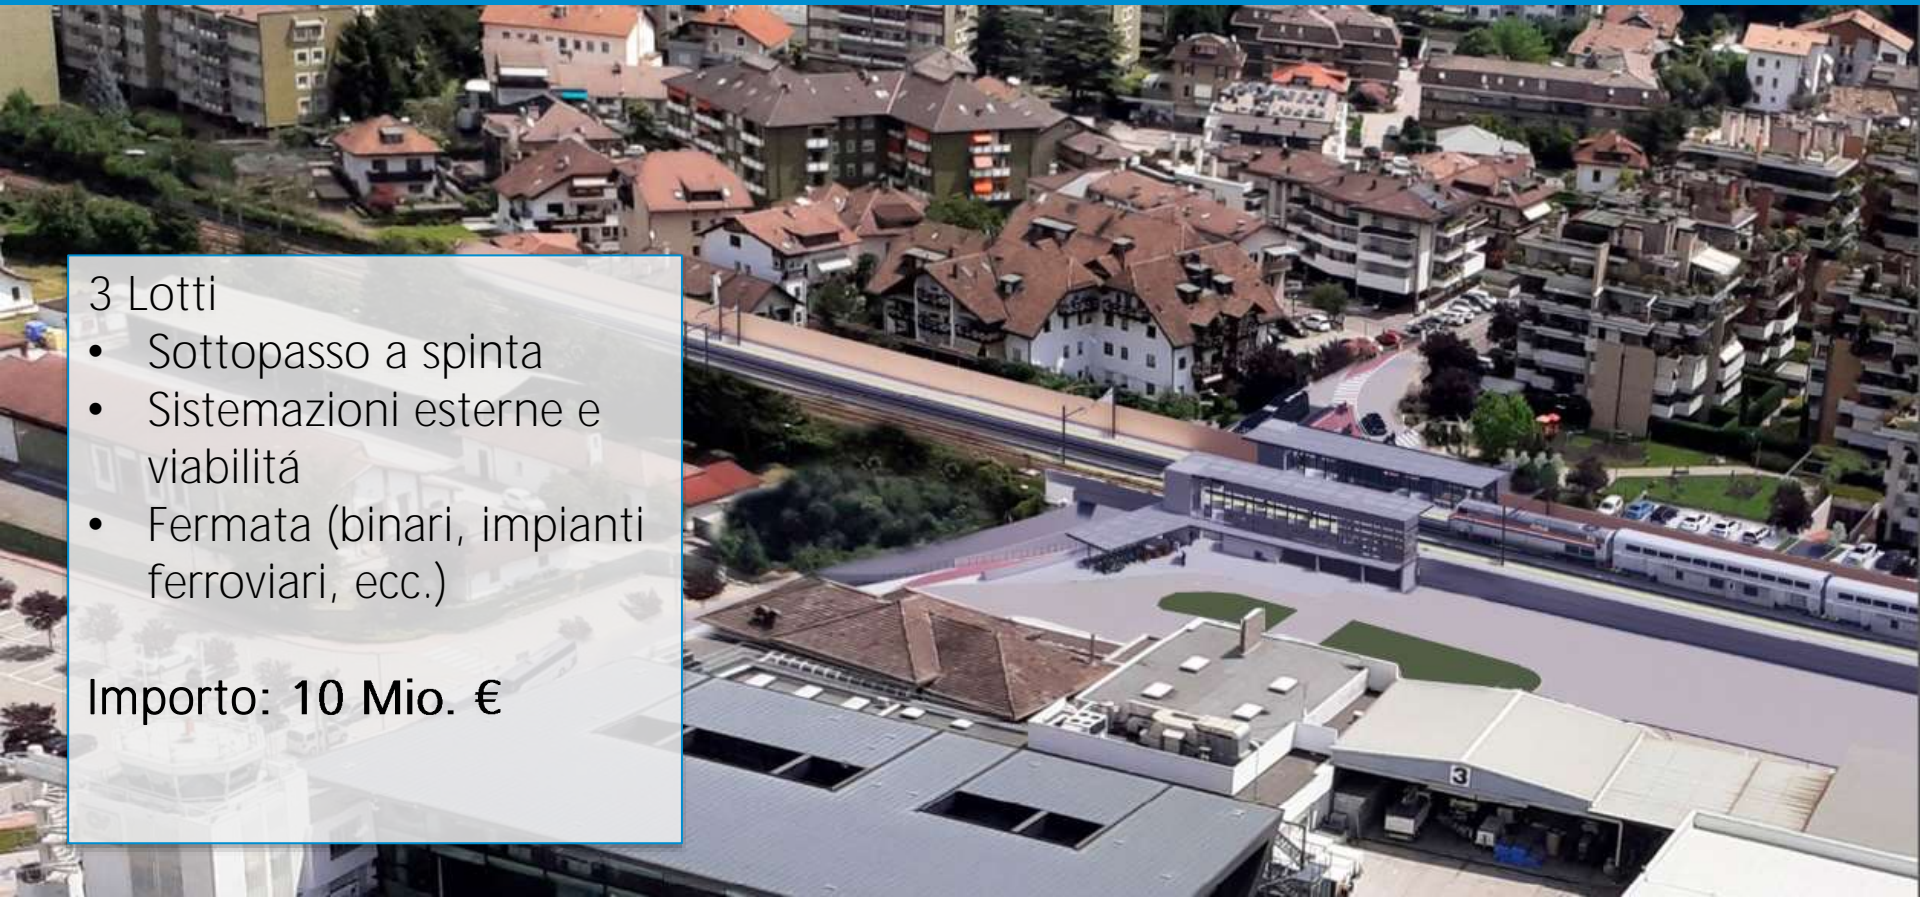 3 Lotti
• Sottopasso a spinta
• Sistemazioni esterne e
viabilitá
• Fermata (binari, impianti
ferroviari, ecc.)
Importo: 10 Mio. €
3